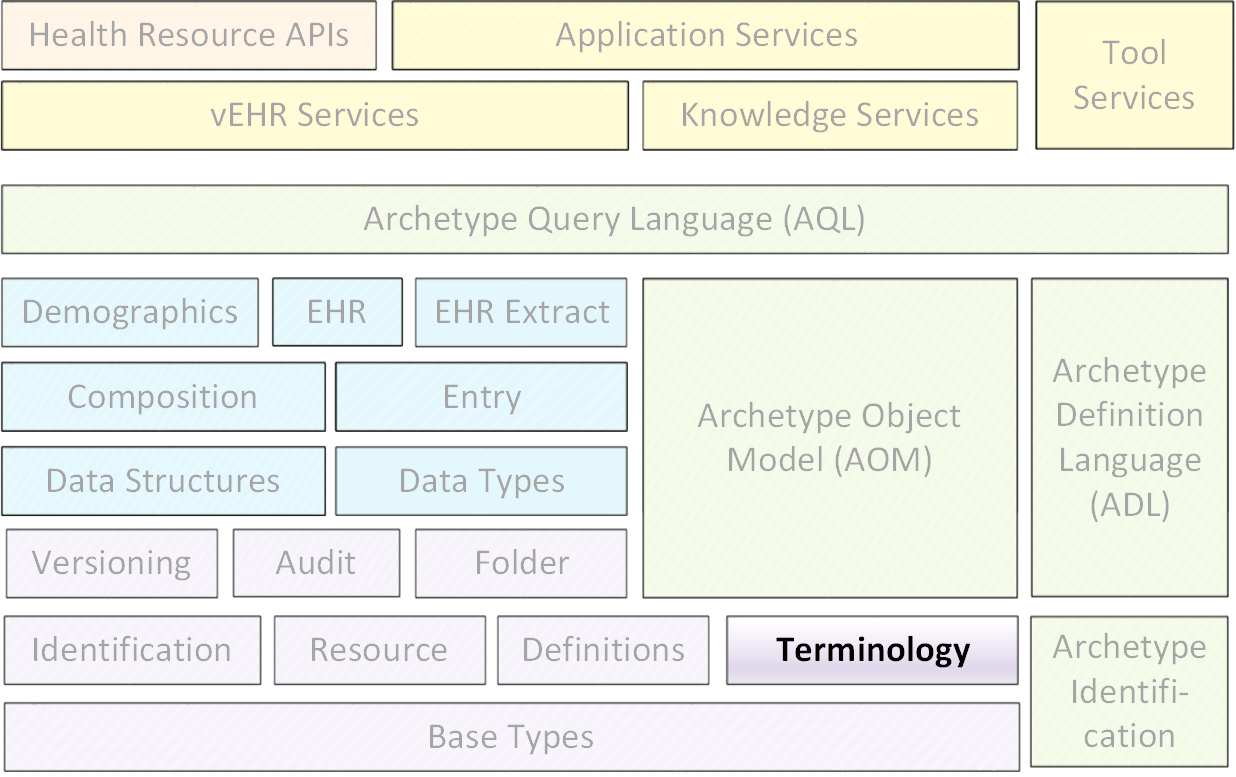 Health Resource APIs
Application Services
Tool
Services
vEHR Services
Knowledge Services
Archetype Query Language (AQL)
Demographics
EHR
EHR Extract
Composition
Entry
Data Structures
Data Types
Archetype Object
Model (AOM)
Archetype
Definition
Language
(ADL)
Versioning
Audit
Folder
Identification
Resource
Definitions
Terminology
Archetype
Identifi-
cation
Base Types